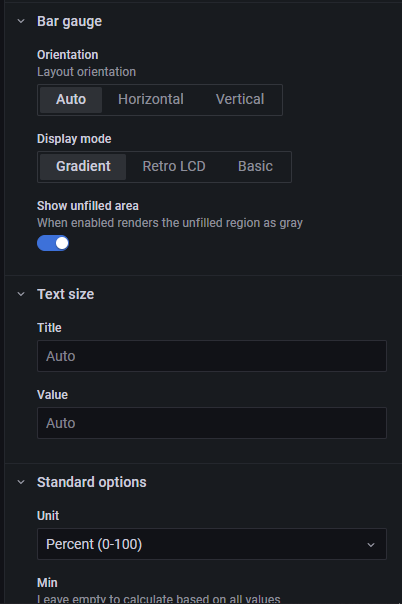 Bar gauge
Orientation
Layout orientation
Auto Horizontal Vertical
Display mode
Gradient Retro LCD Basic
Show unfilled area
When enabled renders the unfilled region as gray
Text size
Title
Auto
Value
Auto
Standard options
Unit
Percent (0-100)
Min
Leave empty to calculate based on all values